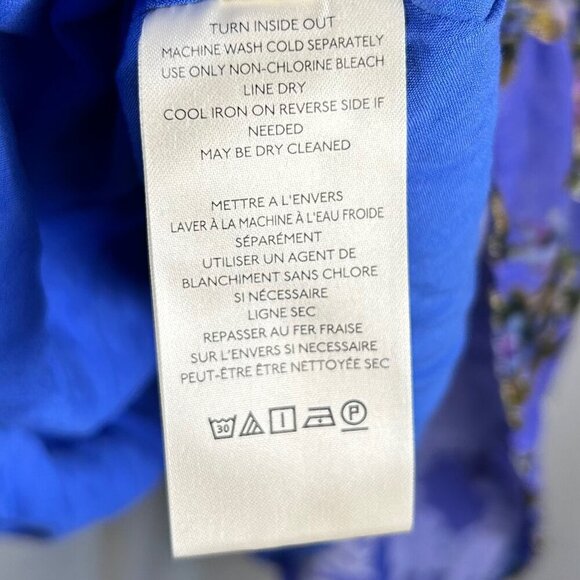 TURN INSIDE OUT
MACHINE WASH COLD SEPARATELY
USE ONLY NON-CHLORINE BLEACH
LINE DRY
COOL IRON ON REVERSE SIDE IF
NEEDED
MAY BE DRY CLEANED
METTRE A L'ENVERS
LAVER À LA MACHINE À L'EAU FROIDE
SÉPARÉMENT
UTILISER UN AGENT DE
BLANCHIMENT SANS CHLORE
SI NÉCESSAIRE
LIGNE SEC
REPASSER AU FER FRAISE
SUR L'ENVERS SI NECESSAIRE
PEUT-ÊTRE ÊTRE NETTOYÉE SEC
30 P